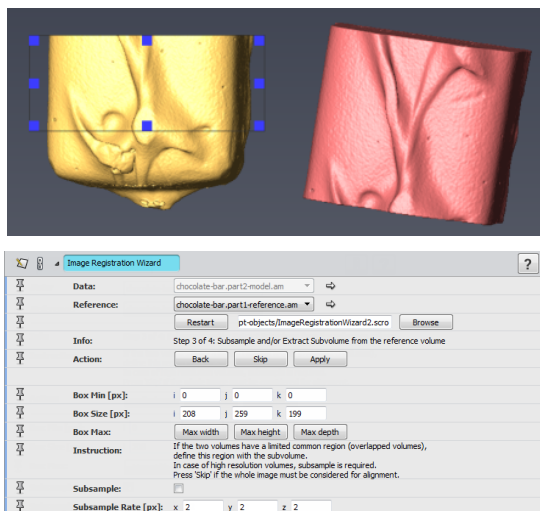 Image Registration Wizard ?
Data: chocolate-bar.part2-model.am
Reference: chocolate-bar.part1-reference.am
Restart pt-objects/ImageRegistrationWizard2.scro Browse
Info: Step 3 of 4: Subsample and/or Extract Subvolume from the reference volume
Action: Back Skip Apply
Box Min [px]: i 0 j 0 k 0
Box Size [px]: i 208 j 259 k 199
Box Max: Max width Max height Max depth
Instruction: If the two volumes have a limited common region (overlapped volumes),
define this region with the subvolume.
In case of high resolution volumes, subsample is required.
Press 'Skip' if the whole image must be considered for alignment.
Subsample:
Subsample Rate [px]: x 2 y 2 z 2